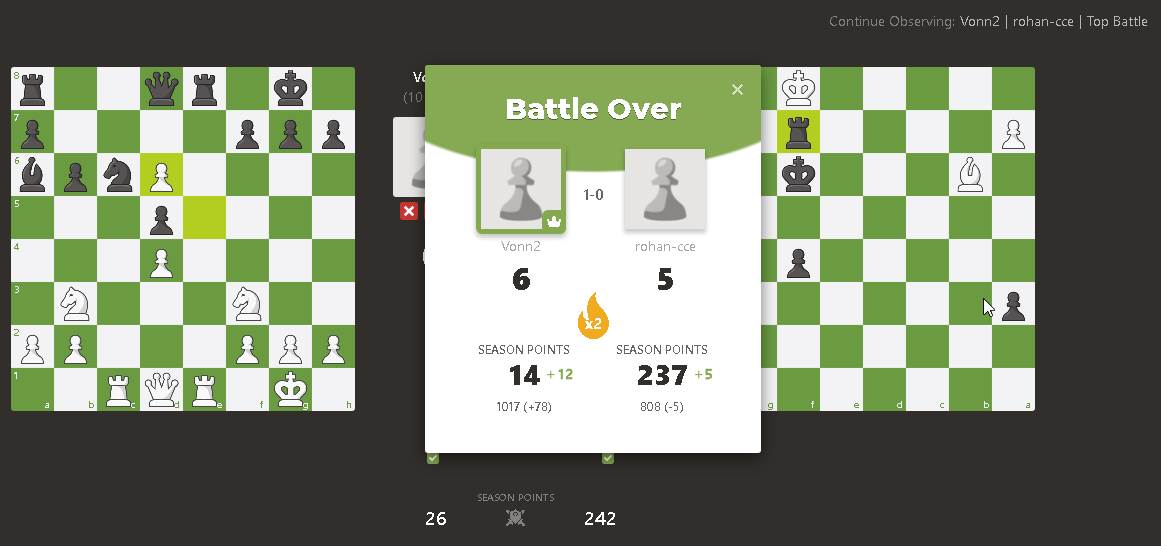 Continue Observing: Vonn2 | rohan-cce | Top Battle
Battle Over
1-0
Vonn2 rohan-cce
6 5
x2
SEASON POINTS SEASON POINTS
14 +12 237 +5
1017 (+78) 808 (-5)
SEASON POINTS
26 242
8
7
6
5
4
3
2
1
a b c d e f g h
g f e d c b a